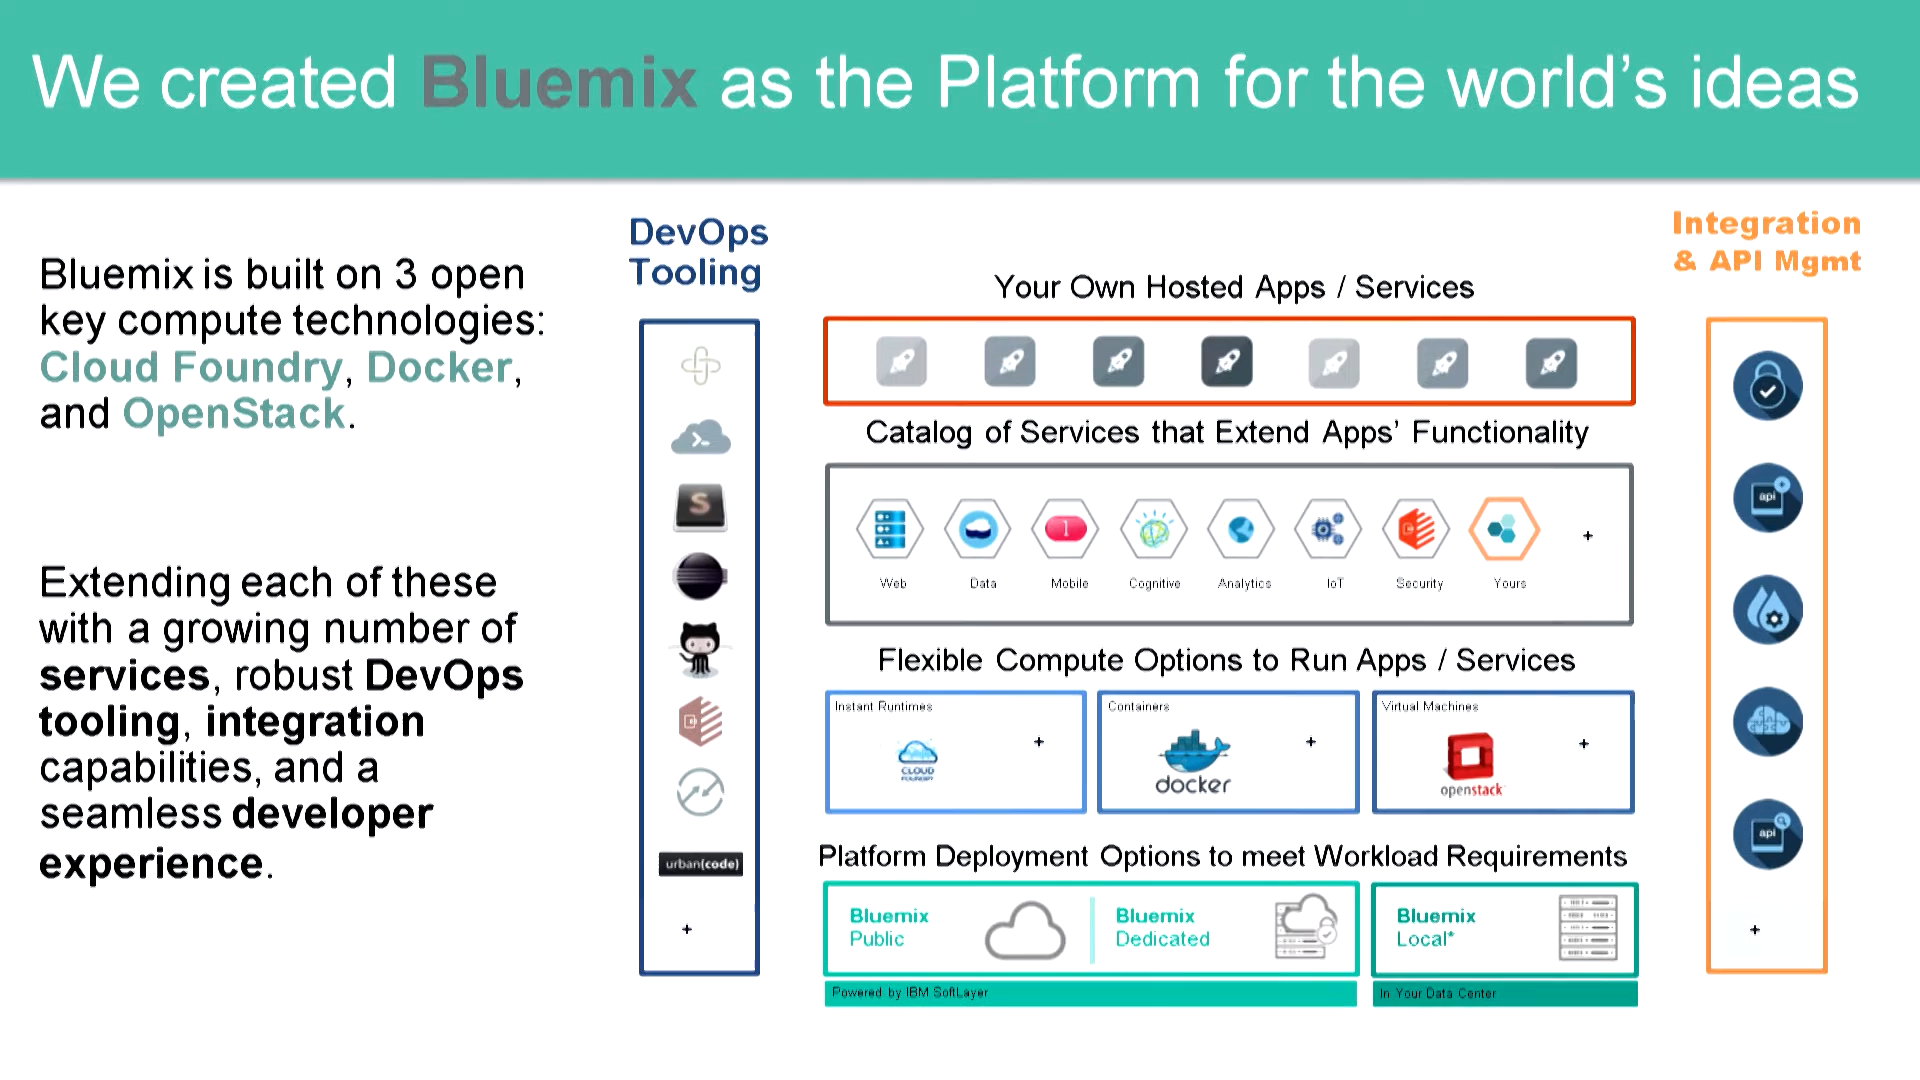 We created Bluemix as the Platform for the world's ideas
Bluemix is built on 3 open
key compute technologies:
Cloud Foundry, Docker,
and OpenStack.
Extending each of these
with a growing number of
services, robust DevOps
tooling, integration
capabilities, and a
seamless developer
experience.
DevOps
Tooling
S
urban{code}
+
Your Own Hosted Apps / Services
Catalog of Services that Extend Apps' Functionality
1
+
Web Data Mobile Cognitive Analytics IoT Security Yours
Flexible Compute Options to Run Apps / Services
Instant Runtimes
+
CLOUD
FOUNDRY
Containers
+
docker
Virtual Machines
+
openstack
Platform Deployment Options to meet Workload Requirements
Bluemix
Public
Bluemix
Dedicated
Bluemix
Local*
Powered by IBM SoftLayer
In Your Data Center
Integration
& API Mgmt
api
api
+